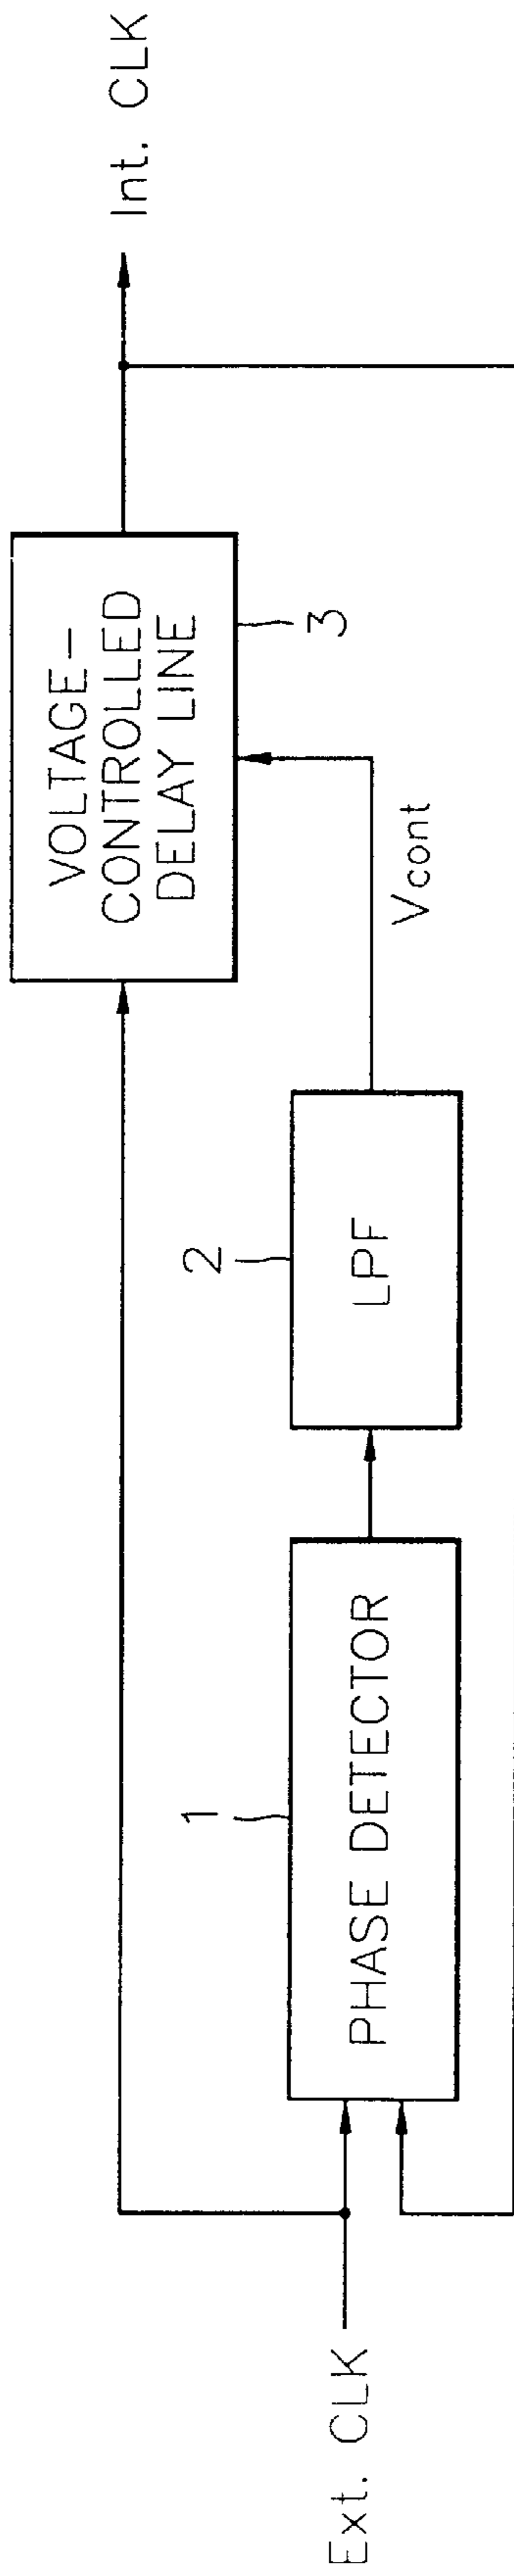 Ext. CLK
1
PHASE DETECTOR
2
LPF
Vcont
VOLTAGE-
CONTROLLED
DELAY LINE
3
Int. CLK